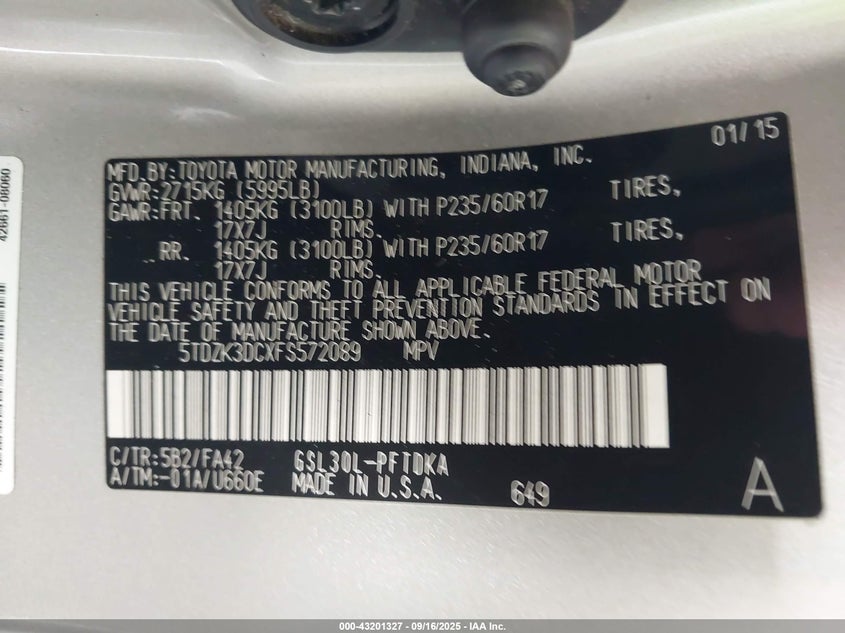 01/15
MFD.BY:TOYOTA MOTOR MANUFACTURING, INDIANA, INC.
GVWR:2715KG (5995LB)
GAWR:FRT. 1405KG (3100LB) WITH P235/60R17 TIRES,
17X7J RIMS.
RR. 1405KG (3100LB) WITH P235/60R17 TIRES,
17X7J RIMS.
THIS VEHICLE CONFORMS TO ALL APPLICABLE FEDERAL MOTOR
VEHICLE SAFETY AND THEFT PREVENTION STANDARDS IN EFFECT ON
THE DATE OF MANUFACTURE SHOWN ABOVE.
5TDZK3DCXFS572089 MPV
C/TR:5B2/FA42 GSL30L-PFTDKA
A/TM:-01A/U660E MADE IN U.S.A. 649 A
42661-08060
000-43201327 - 09/16/2025 - IAA Inc.